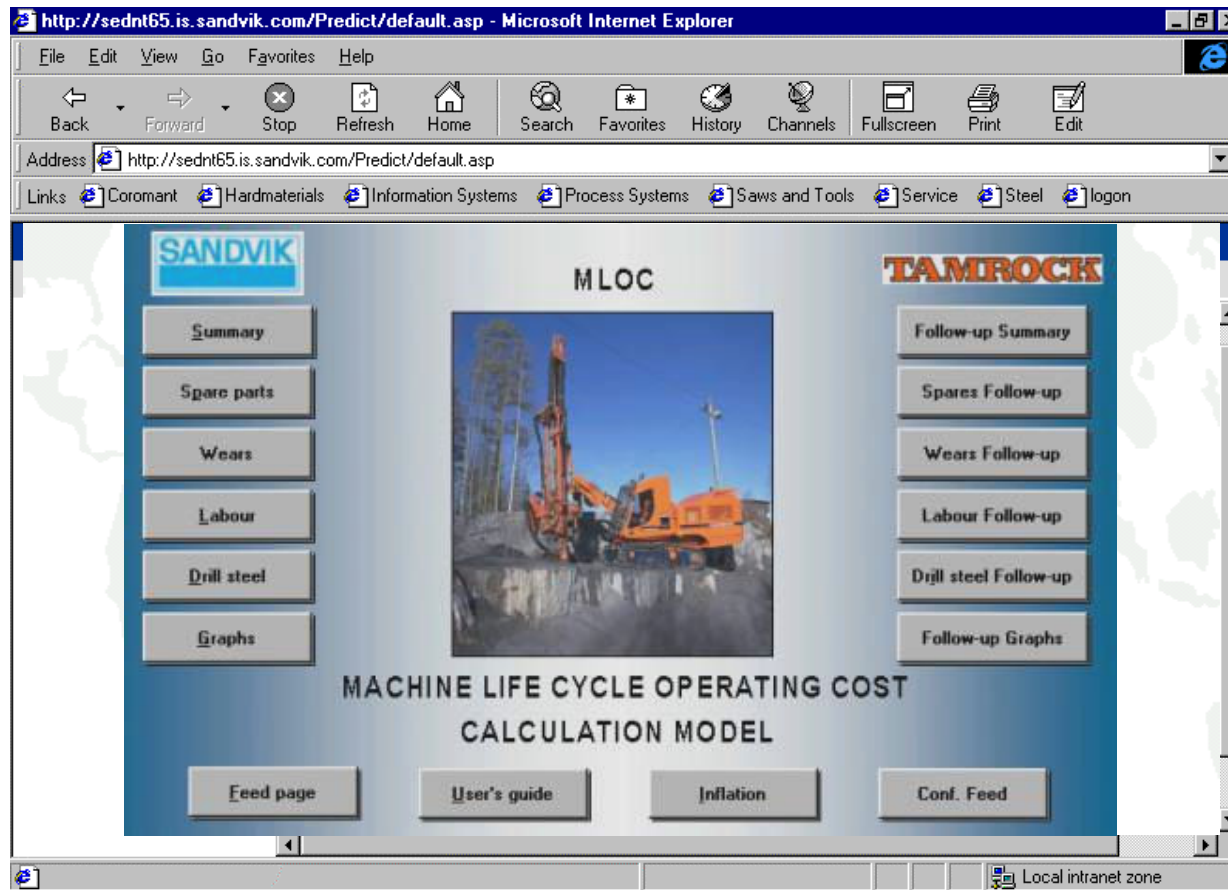 http://sednt65.is.sandvik.com/Predict/default.asp - Microsoft Internet Explorer
File Edit View Go Favorites Help
Back Forward Stop Refresh Home Search Favorites History Channels Fullscreen Print Edit
Address http://sednt65.is.sandvik.com/Predict/default.asp
Links Coromant Hardmaterials Information Systems Process Systems Saws and Tools Service Steel logon
SANDVIK
MLOC
TAMROCK
Summary
Follow-up Summary
Spare parts
Spares Follow-up
Wears
Wears Follow-up
Labour
Labour Follow-up
Drill steel
Drill steel Follow-up
Graphs
Follow-up Graphs
MACHINE LIFE CYCLE OPERATING COST
CALCULATION MODEL
Feed page
User's guide
Inflation
Conf. Feed
Local intranet zone